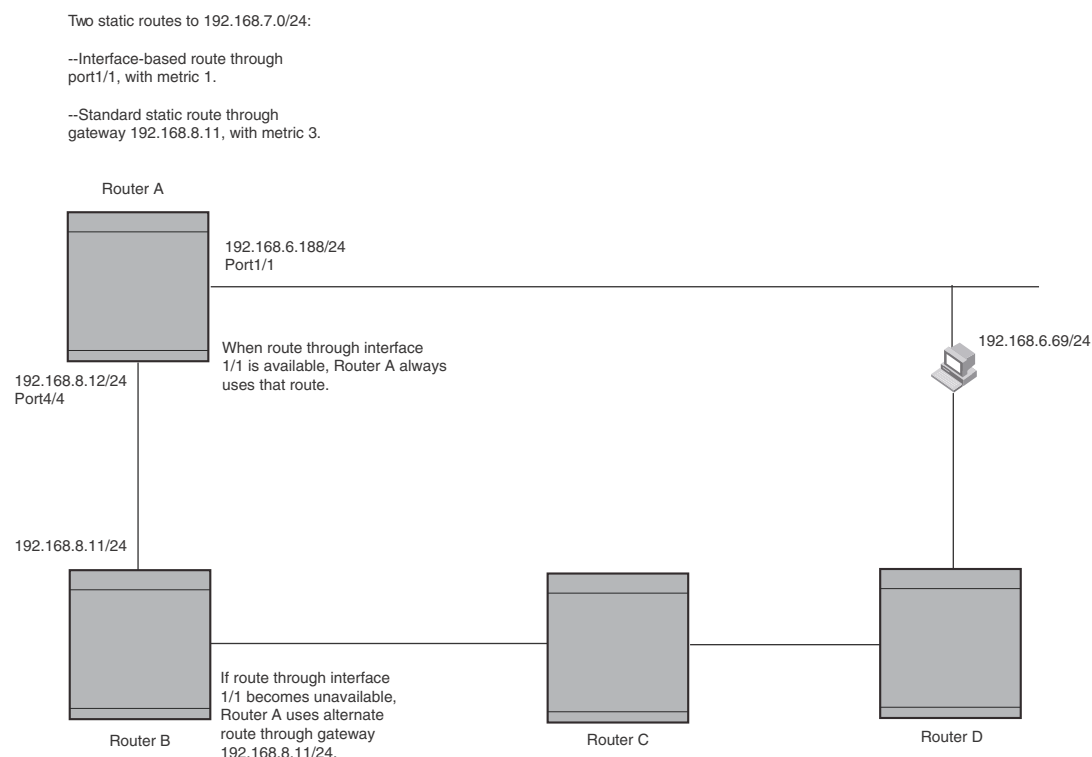 Two static routes to 192.168.7.0/24:
--Interface-based route through
port1/1, with metric 1.
--Standard static route through
gateway 192.168.8.11, with metric 3.
Router A
192.168.6.188/24
Port1/1
192.168.6.69/24
When route through interface
1/1 is available, Router A always
uses that route.
192.168.8.12/24
Port4/4
192.168.8.11/24
If route through interface
1/1 becomes unavailable,
Router A uses alternate
route through gateway
192.168.8.11/24.
Router B
Router C
Router D